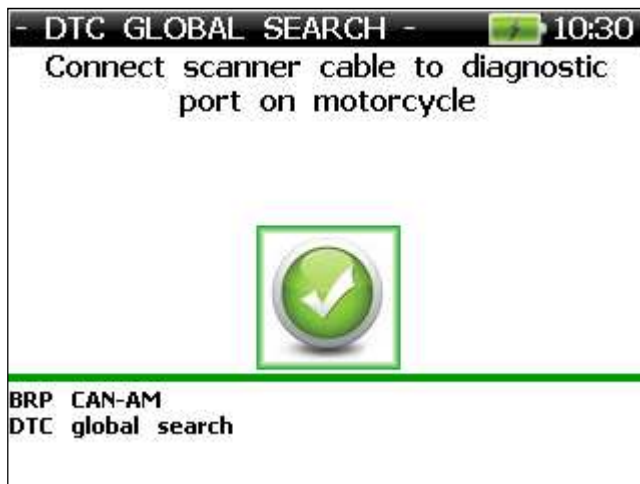 - DTC GLOBAL SEARCH - 10:30
Connect scanner cable to diagnostic
port on motorcycle
BRP CAN-AM
DTC global search